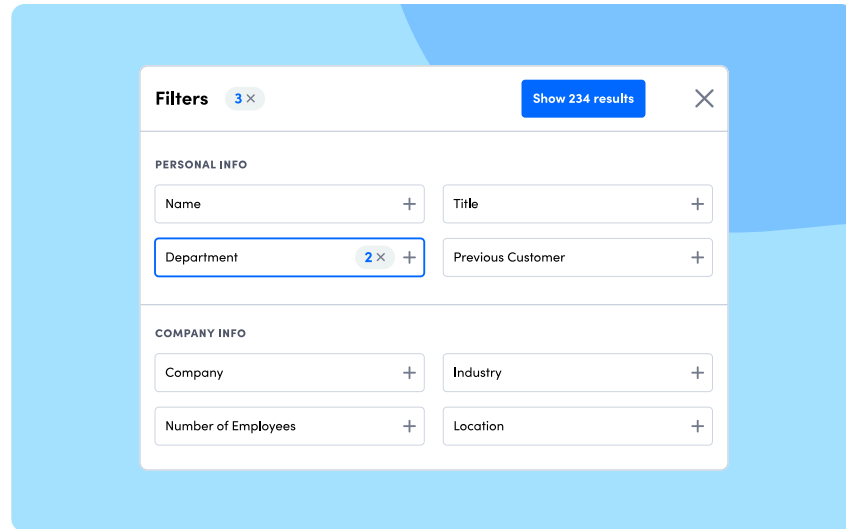 Filters 3 ×
Show 234 results
PERSONAL INFO
Name
Title
Department 2 ×
Previous Customer
COMPANY INFO
Company
Industry
Number of Employees
Location